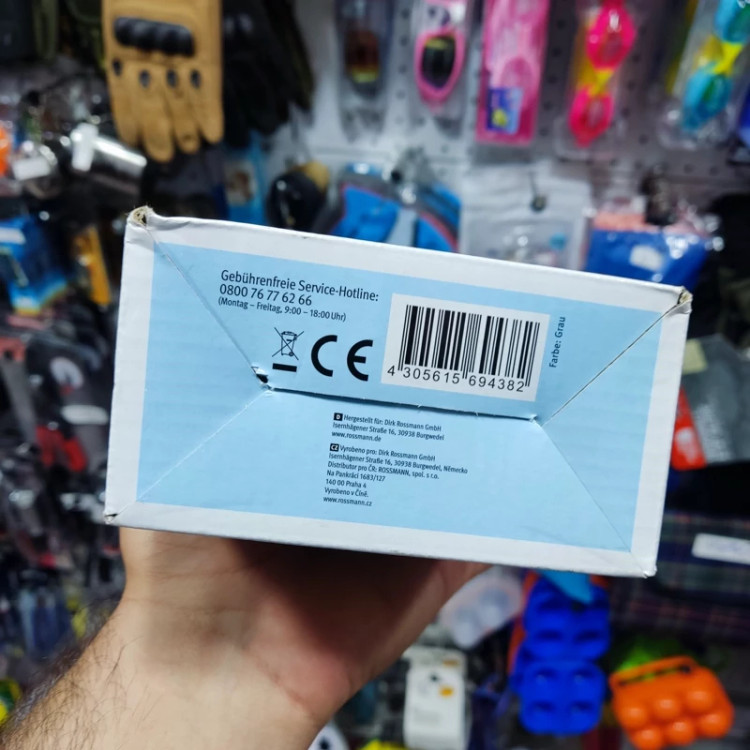 Gebührenfreie Service-Hotline:
0800 76 77 62 66
(Montag – Freitag, 9:00 – 18:00 Uhr)
CE
4 305615 694382
Farbe: Grau
D Hergestellt für: Dirk Rossmann GmbH
Isernhägener Straße 16, 30938 Burgwedel
www.rossmann.de
CZ Vyrobeno pro: Dirk Rossmann GmbH
Isernhägener Straße 16, 30938 Burgwedel, Německo
Distributor pro ČR: ROSSMANN, spol. s r.o.
Na Pankráci 1683/127
140 00 Praha 4
Vyrobeno v Číně.
www.rossmann.cz